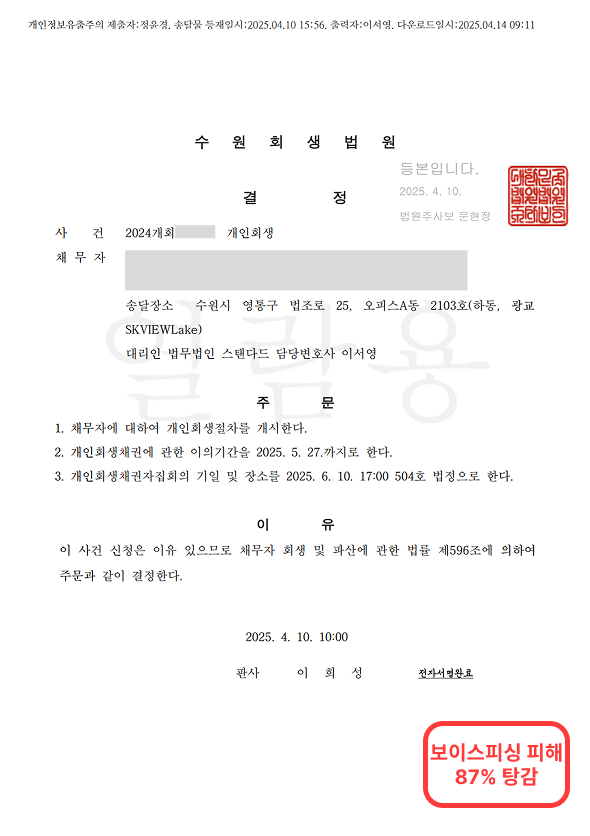 개인정보유출주의 제출자:정윤경, 송달물 등재일시:2025.04.10 15:56, 출력자:이서영, 다운로드일시:2025.04.14 09:11
수 원 회 생 법 원
등본입니다.
2025. 4. 10.
법원주사보 문현정
결 정
사 건 2024개회 개인회생
채 무 자
송달장소 수원시 영통구 법조로 25, 오피스A동 2103호(하동, 광교
SKVIEWLake)
대리인 법무법인 스탠다드 담당변호사 이서영
열람용
주 문
1. 채무자에 대하여 개인회생절차를 개시한다.
2. 개인회생채권에 관한 이의기간을 2025. 5. 27.까지로 한다.
3. 개인회생채권자집회의 기일 및 장소를 2025. 6. 10. 17:00 504호 법정으로 한다.
이 유
이 사건 신청은 이유 있으므로 채무자 회생 및 파산에 관한 법률 제596조에 의하여
주문과 같이 결정한다.
2025. 4. 10. 10:00
판사 이 희 성 전자서명완료
보이스피싱 피해
87% 탕감